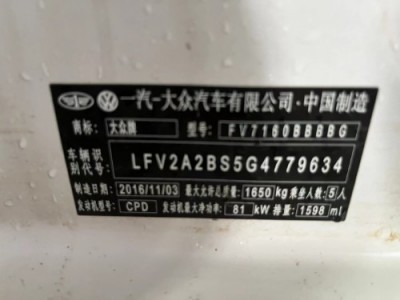 一汽-大众汽车有限公司·中国制造
商标: 大众牌 型号: FV7160BBBBG
车辆识别代号: LFV2A2BS5G4779634
制造日期: 2016/11/03 最大允许总质量: 1650 kg 乘坐人数: 5 人
发动机型号: CPD 发动机最大净功率: 81 kW 排量: 1598 ml